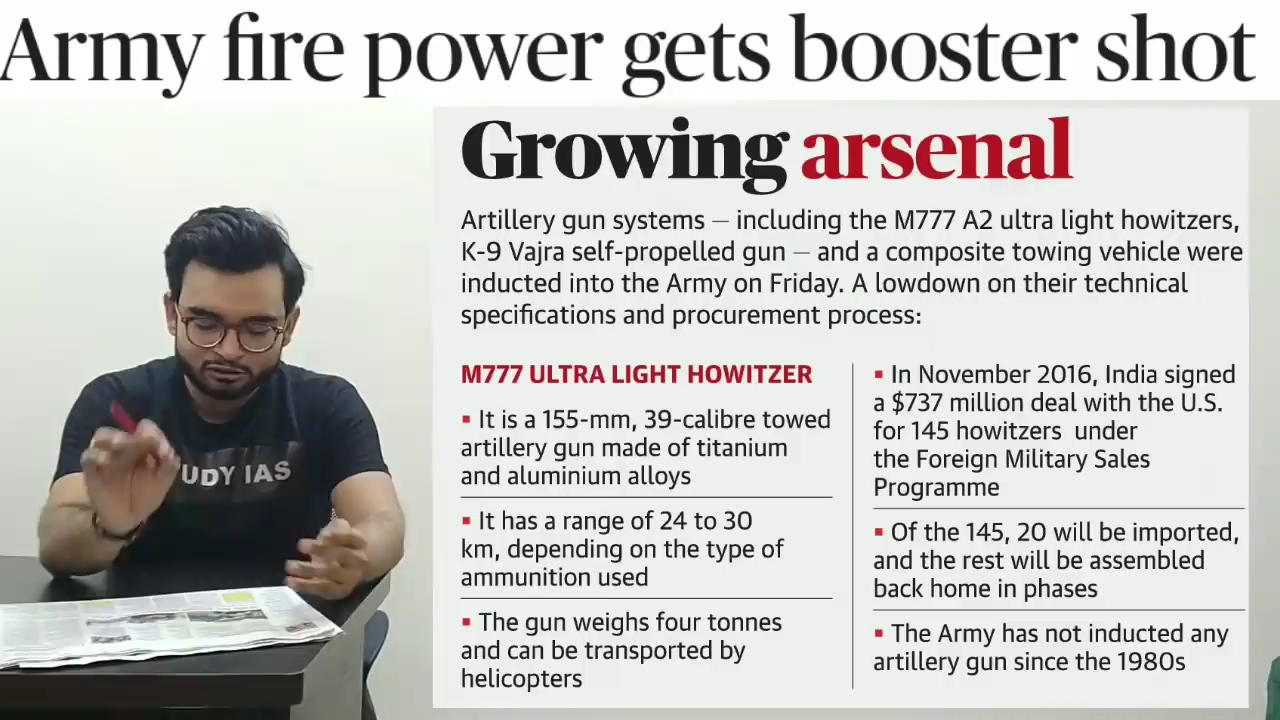 Army fire power gets booster shot
Growing arsenal
Artillery gun systems — including the M777 A2 ultra light howitzers,
K-9 Vajra self-propelled gun — and a composite towing vehicle were
inducted into the Army on Friday. A lowdown on their technical
specifications and procurement process:
M777 ULTRA LIGHT HOWITZER
▪ It is a 155-mm, 39-calibre towed
artillery gun made of titanium
and aluminium alloys
▪ It has a range of 24 to 30
km, depending on the type of
ammunition used
▪ The gun weighs four tonnes
and can be transported by
helicopters
▪ In November 2016, India signed
a $737 million deal with the U.S.
for 145 howitzers under
the Foreign Military Sales
Programme
▪ Of the 145, 20 will be imported,
and the rest will be assembled
back home in phases
▪ The Army has not inducted any
artillery gun since the 1980s
UDY IAS